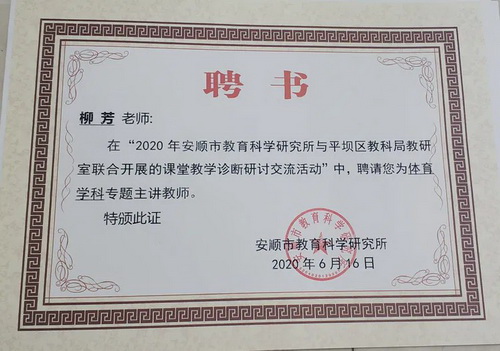 聘书
柳芳老师:
在“2020年安顺市教育科学研究所与平坝区教科局教研
室联合开展的课堂教学诊断研讨交流活动”中，聘请您为体育
学科专题主讲教师。
特颁此证
安顺市教育科学研究所
2020年6月16日